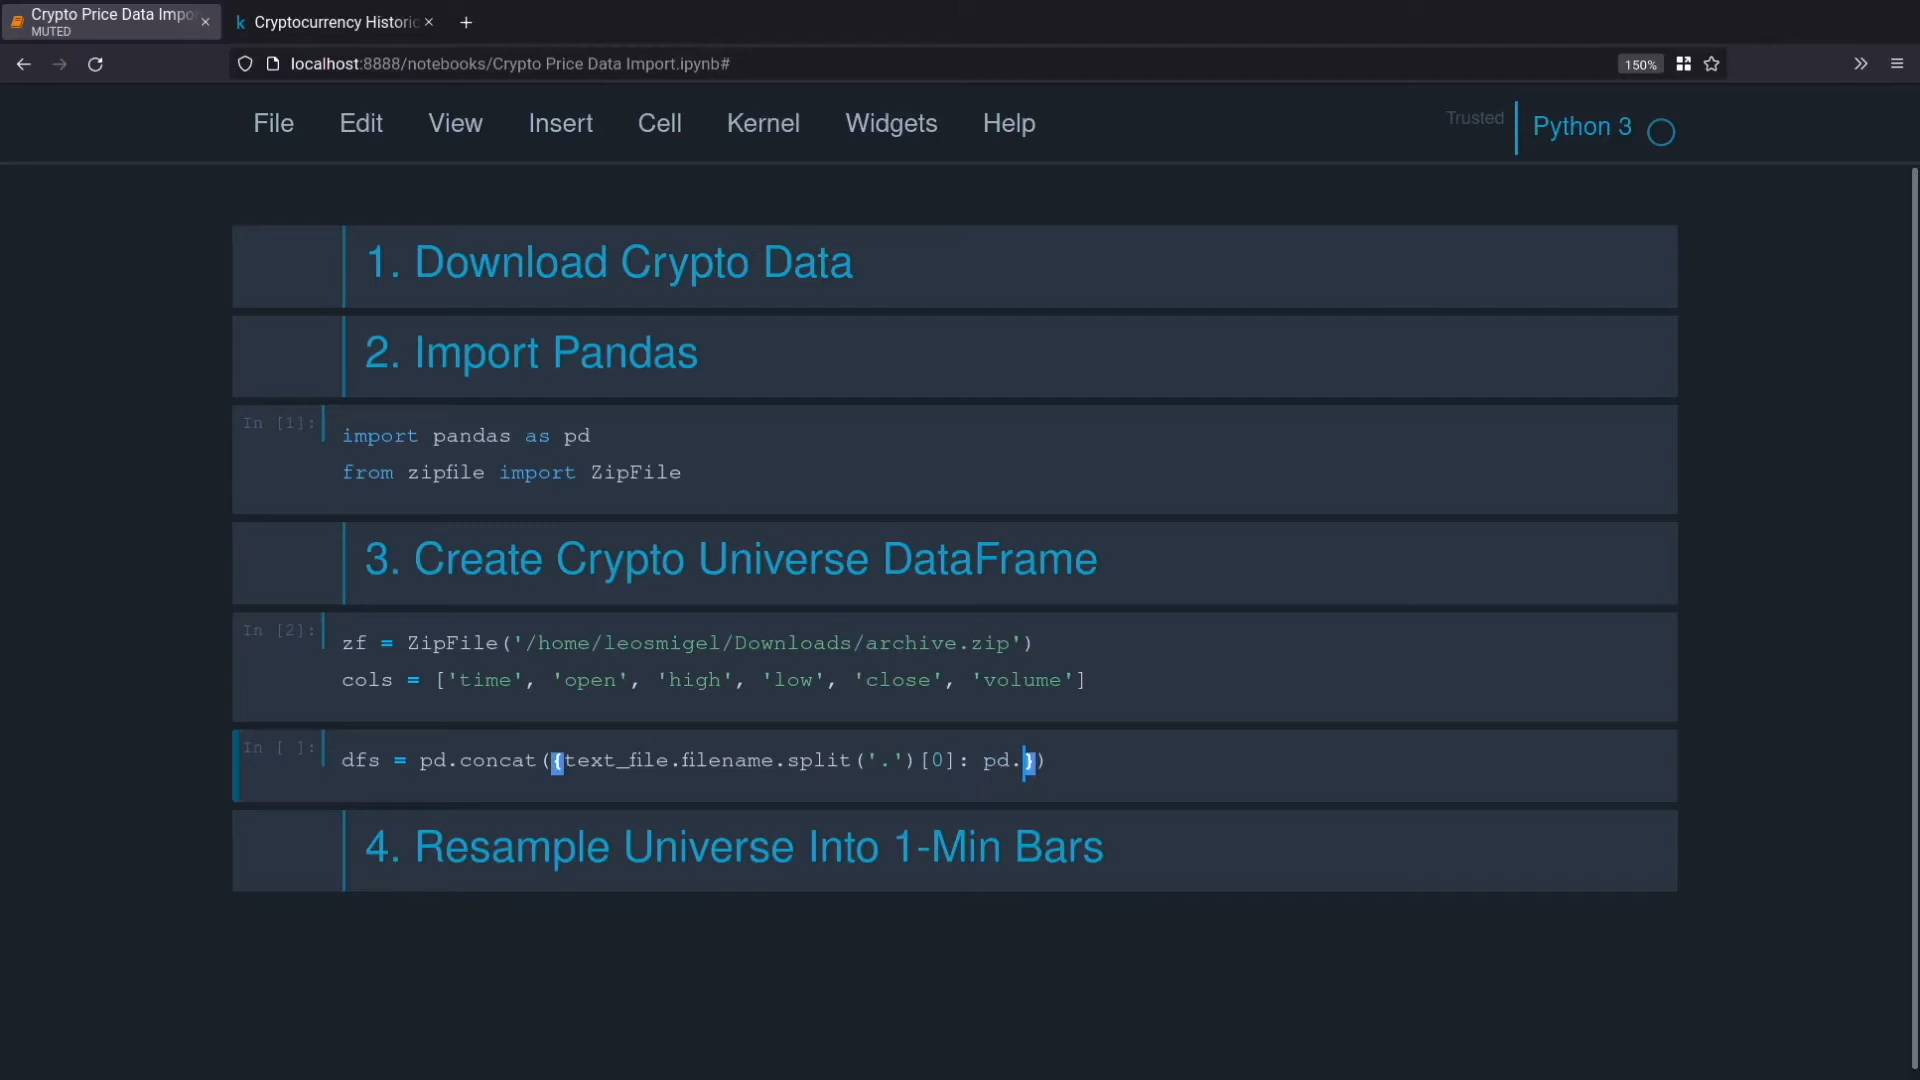 Crypto Price Data Impo
MUTED
Cryptocurrency Historic
localhost:8888/notebooks/Crypto Price Data Import.ipynb#
150%
File Edit View Insert Cell Kernel Widgets Help
Trusted
Python 3
1. Download Crypto Data
2. Import Pandas
In [1]:
import pandas as pd
from zipfile import ZipFile
3. Create Crypto Universe DataFrame
In [2]:
zf = ZipFile('/home/leosmigel/Downloads/archive.zip')
cols = ['time', 'open', 'high', 'low', 'close', 'volume']
In [ ]:
dfs = pd.concat({text_file.filename.split('.')[0]: pd.})
4. Resample Universe Into 1-Min Bars